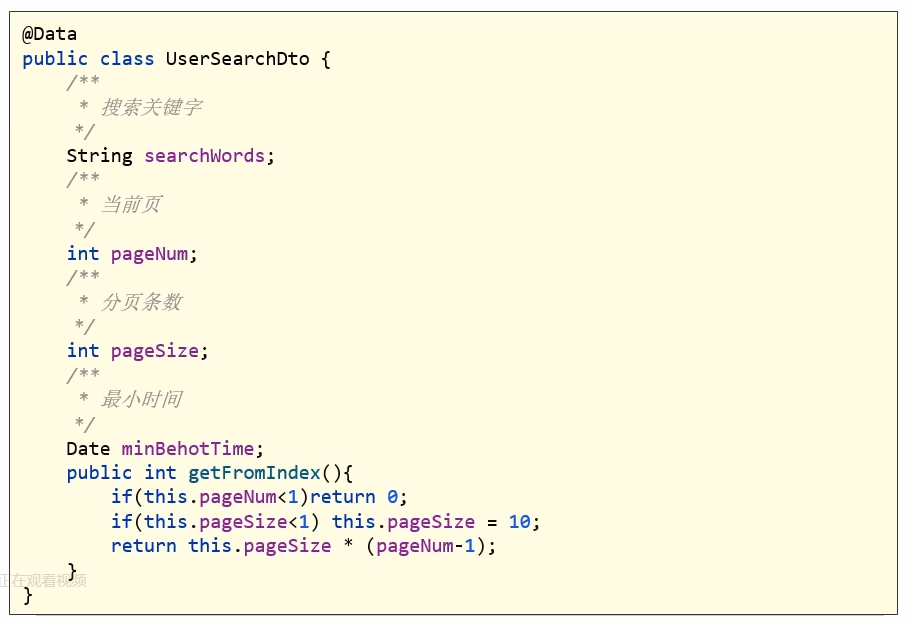 @Data
public class UserSearchDto {
/**
* 搜索关键字
*/
String searchWords;
/**
* 当前页
*/
int pageNum;
/**
* 分页条数
*/
int pageSize;
/**
* 最小时间
*/
Date minBehotTime;
public int getFromIndex(){
if(this.pageNum<1)return 0;
if(this.pageSize<1) this.pageSize = 10;
return this.pageSize * (pageNum-1);
}
正在观看视频
}